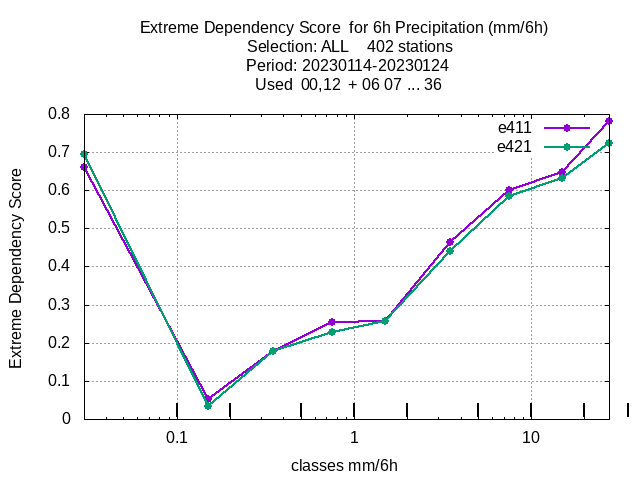 Extreme Dependency Score  for 6h Precipitation (mm/6h)
Selection: ALL    402 stations
Period: 20230114-20230124
Used  00,12  + 06 07 ... 36
0.8
0.7
0.6
0.5
0.4
0.3
0.2
0.1
0
Extreme Dependency Score
e411
e421
0.1
1
10
classes mm/6h